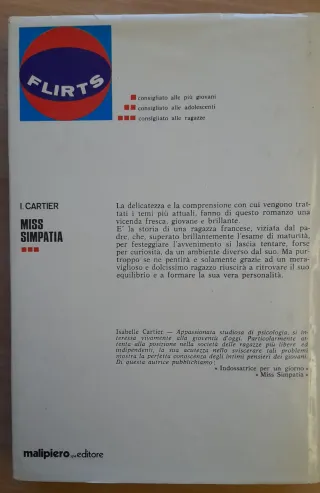 FLIRTS
consigliato alle più giovani
consigliato alle adolescenti
consigliato alle ragazze
I. CARTIER
MISS
SIMPATIA
La delicatezza e la comprensione con cui vengono trat-
tati i temi più attuali, fanno di questo romanzo una
vicenda fresca, giovane e brillante.
E' la storia di una ragazza francese, viziata dal pa-
dre, che, superato brillantemente l'esame di maturità,
per festeggiare l'avvenimento si lascia tentare, forse
per curiosità, da un ambiente diverso dal suo. Ma pur-
troppo se ne pentirà e solamente grazie ad un mera-
viglioso e dolcissimo ragazzo riuscirà a ritrovare il suo
equilibrio e a formare la sua vera personalità.
Isabelle Cartier — Appassionata studiosa di psicologia, si in-
teressa vivamente alla gioventù d'oggi. Particolarmente at-
tenta alla posizione nella società delle ragazze più libere ed
indipendenti, la sua acutezza nello sviscerare tali problemi
mostra la perfetta conoscenza degli intimi pensieri dei giovani.
Di questa autrice pubblichiamo:
« Indossatrice per un giorno »
« Miss Simpatia »
malipiero spa editore